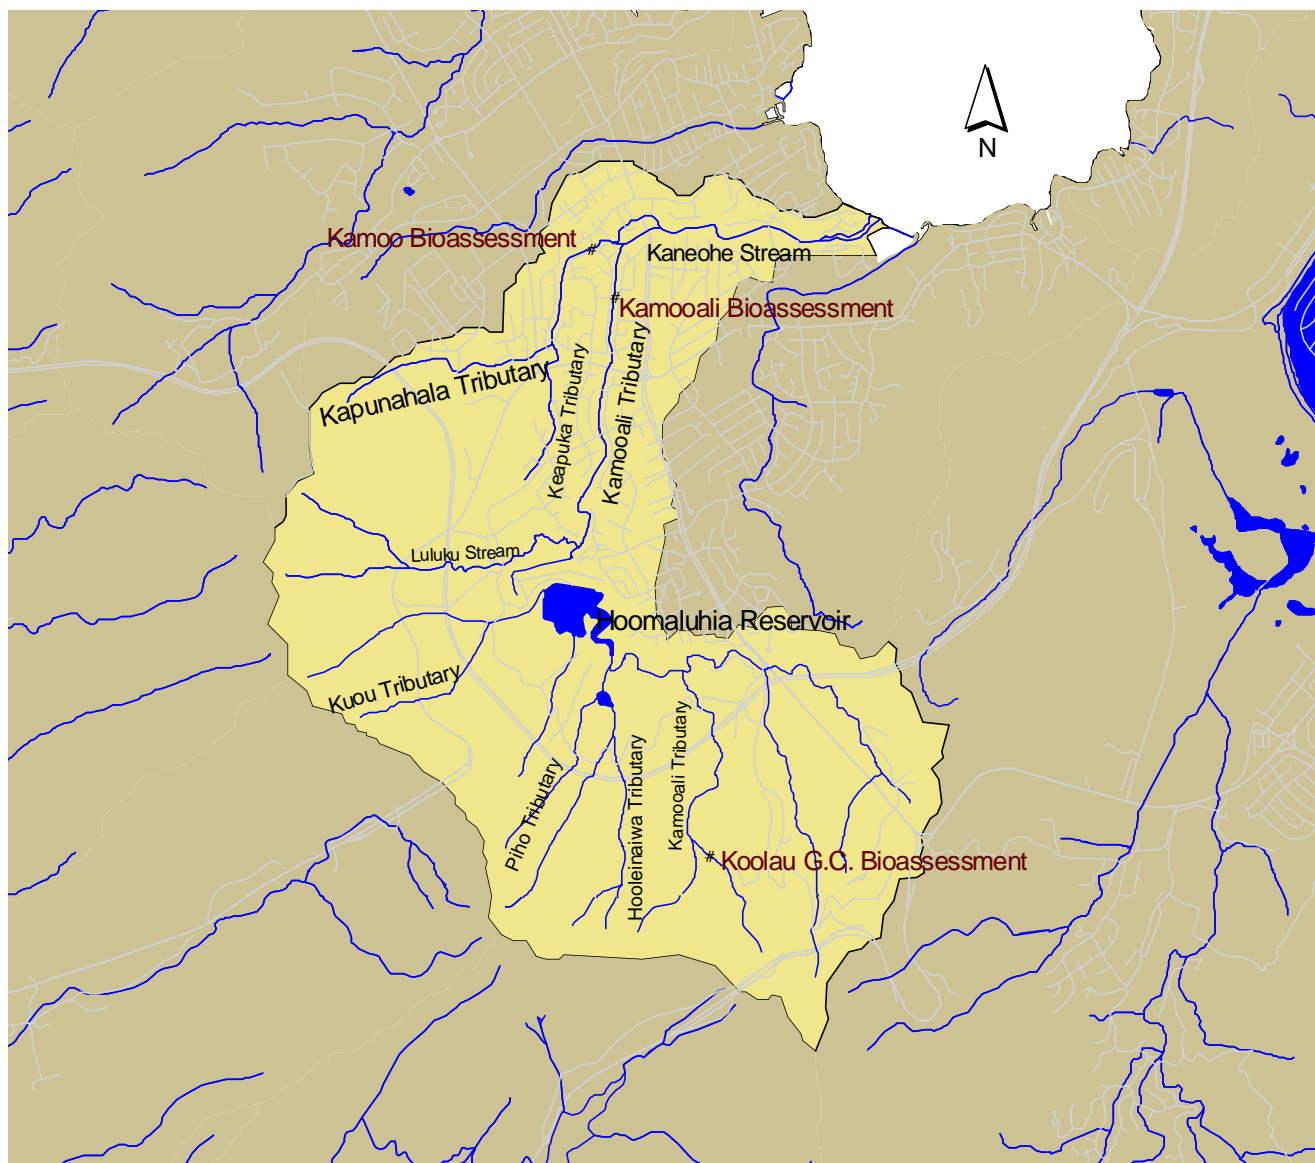 N
Kamoo Bioassessment
#
Kaneohe Stream
#
Kamooali Bioassessment
Kapunahala Tributary
Keapuka Tributary
Kamooali Tributary
Luluku Stream
Hoomaluhia Reservoir
Kuou Tributary
Piho Tributary
Hooleinaiwa Tributary
Kamooali Tributary
#
Koolau G.C. Bioassessment